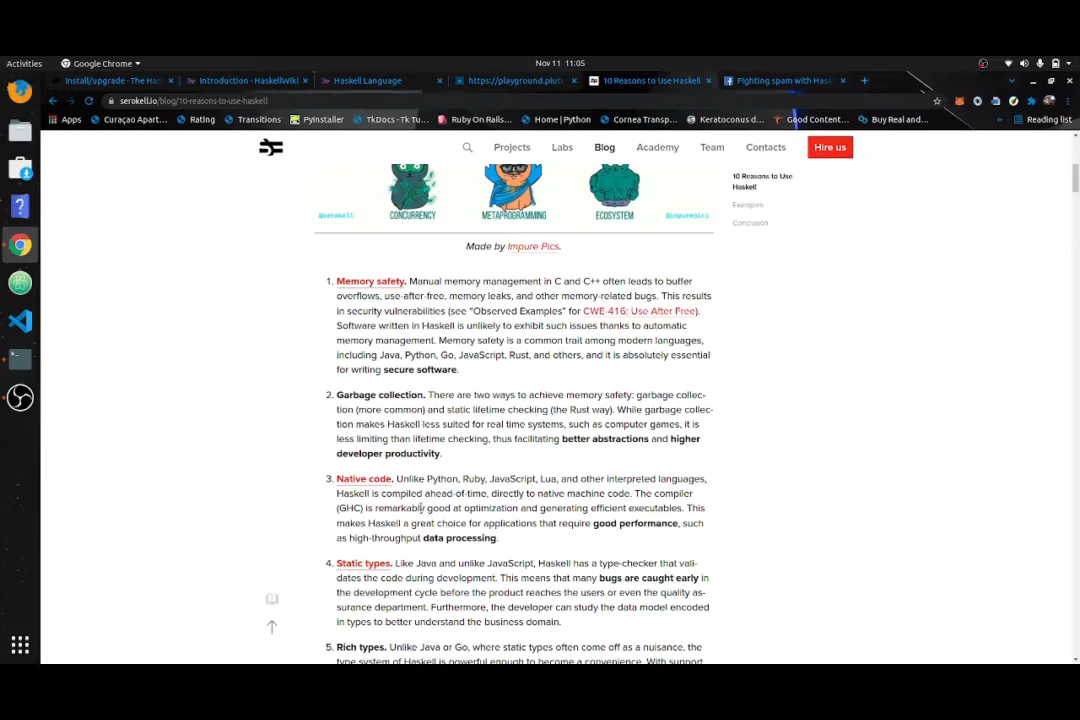 Activities
Google Chrome
Nov 11 11:05
Install/upgrade - The Has
Introduction - HaskellWiki
Haskell Language
https://playground.plut
10 Reasons to Use Haskell
Fighting spam with Hask
serokell.io/blog/10-reasons-to-use-haskell
Apps
Curaçao Apart...
Rating
Transitions
PyInstaller
TkDocs - Tk Tu...
Ruby On Rails...
Home | Python
Cornea Transp...
Keratoconus d...
Good Content...
Buy Real and...
Reading list
Projects
Labs
Blog
Academy
Team
Contacts
Hire us
@serokell
CONCURRENCY
METAPROGRAMMING
ECOSYSTEM
@impurepics
10 Reasons to Use
Haskell
Examples
Conclusion
Made by Impure Pics.
1. Memory safety. Manual memory management in C and C++ often leads to buffer
overflows, use-after-free, memory leaks, and other memory-related bugs. This results
in security vulnerabilities (see "Observed Examples" for CWE-416: Use After Free).
Software written in Haskell is unlikely to exhibit such issues thanks to automatic
memory management. Memory safety is a common trait among modern languages,
including Java, Python, Go, JavaScript, Rust, and others, and it is absolutely essential
for writing secure software.
2. Garbage collection. There are two ways to achieve memory safety: garbage collec-
tion (more common) and static lifetime checking (the Rust way). While garbage collec-
tion makes Haskell less suited for real time systems, such as computer games, it is
less limiting than lifetime checking, thus facilitating better abstractions and higher
developer productivity.
3. Native code. Unlike Python, Ruby, JavaScript, Lua, and other interpreted languages,
Haskell is compiled ahead-of-time, directly to native machine code. The compiler
(GHC) is remarkably good at optimization and generating efficient executables. This
makes Haskell a great choice for applications that require good performance, such
as high-throughput data processing.
4. Static types. Like Java and unlike JavaScript, Haskell has a type-checker that vali-
dates the code during development. This means that many bugs are caught early in
the development cycle before the product reaches the users or even the quality as-
surance department. Furthermore, the developer can study the data model encoded
in types to better understand the business domain.
5. Rich types. Unlike Java or Go, where static types often come off as a nuisance, the
type system of Haskell is powerful enough to become a convenience. With support